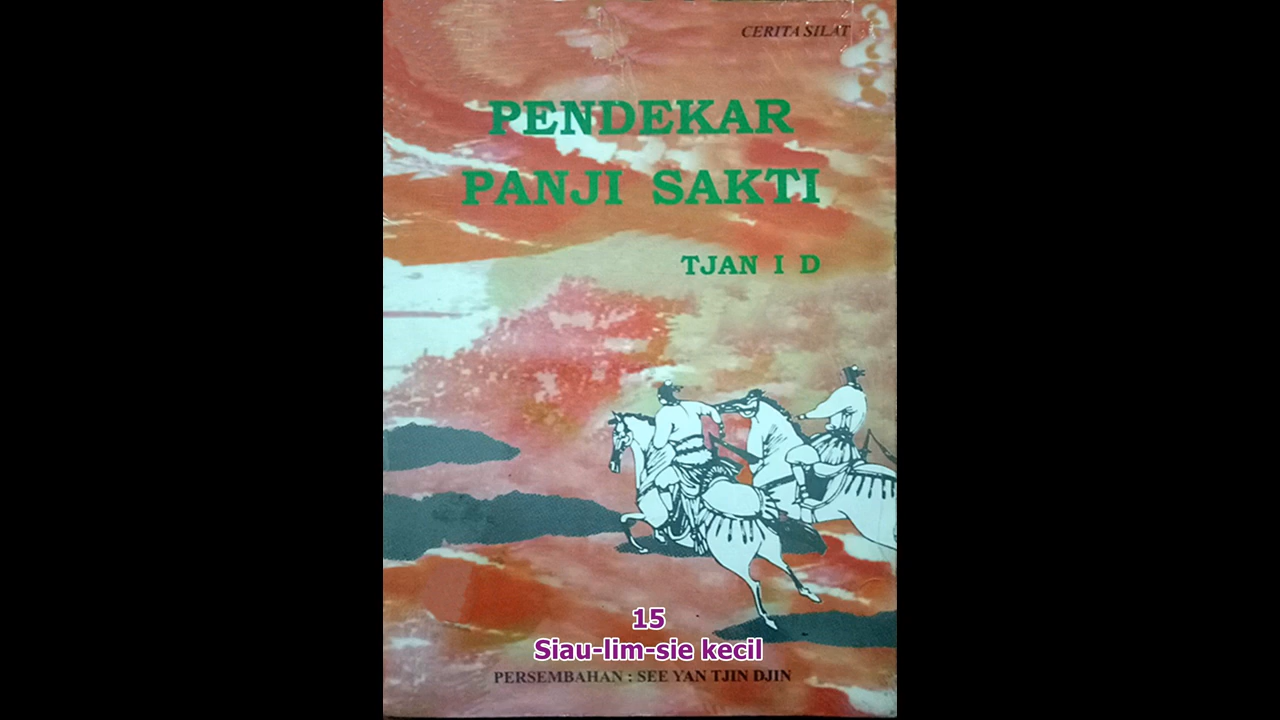 CERITA SILAT
PENDEKAR
PANJI SAKTI
TJAN I D
15
Siau-lim-sie kecil
PERSEMBAHAN : SEE YAN TJIN DJIN